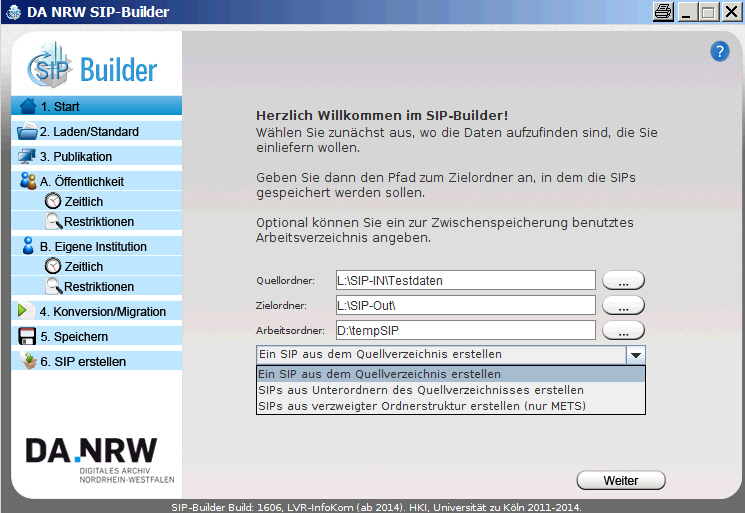 DA NRW SIP-Builder
?
SIP Builder
1. Start
2. Laden/Standard
3. Publikation
A. Öffentlichkeit
Zeitlich
Restriktionen
B. Eigene Institution
Zeitlich
Restriktionen
4. Konversion/Migration
5. Speichern
6. SIP erstellen
DA.NRW
DIGITALES ARCHIV
NORDRHEIN-WESTFALEN
Herzlich Willkommen im SIP-Builder!
Wählen Sie zunächst aus, wo die Daten aufzufinden sind, die Sie
einliefern wollen.
Geben Sie dann den Pfad zum Zielordner an, in dem die SIPs
gespeichert werden sollen.
Optional können Sie ein zur Zwischenspeicherung benutztes
Arbeitsverzeichnis angeben.
Quellordner: L:\SIP-IN\Testdaten ...
Zielordner: L:\SIP-Out\ ...
Arbeitsordner: D:\tempSIP ...
Ein SIP aus dem Quellverzeichnis erstellen
Ein SIP aus dem Quellverzeichnis erstellen
SIPs aus Unterordnern des Quellverzeichnisses erstellen
SIPs aus verzweigter Ordnerstruktur erstellen (nur METS)
Weiter
SIP-Builder Build: 1606, LVR-InfoKom (ab 2014). HKI, Universität zu Köln 2011-2014.